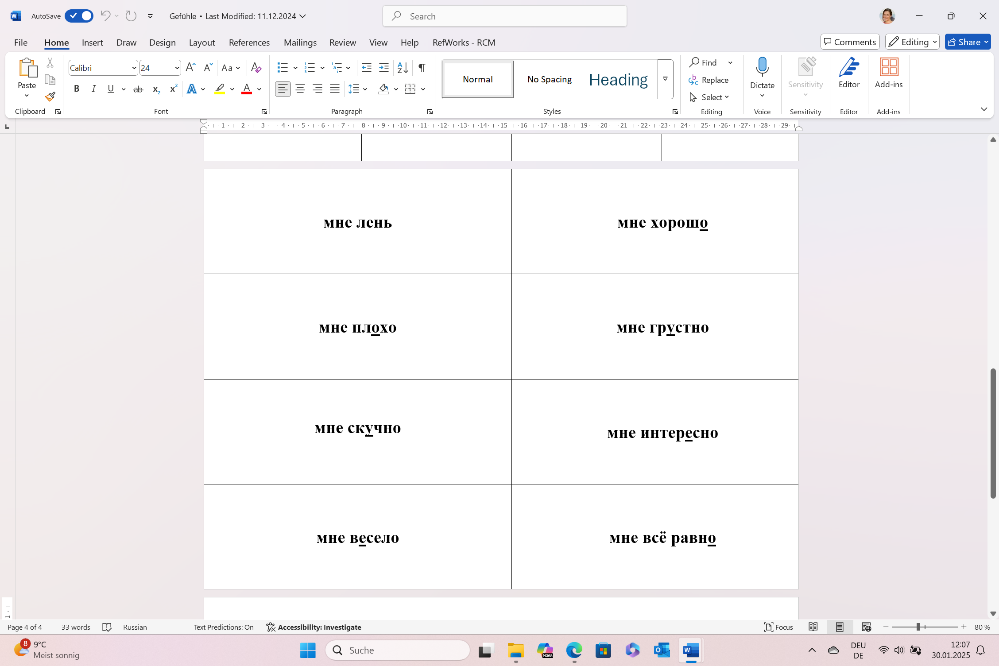 AutoSave
Gefühle • Last Modified: 11.12.2024
Search
File Home Insert Draw Design Layout References Mailings Review View Help RefWorks - RCM
Comments Editing Share
Paste
Calibri 24
Aa
Normal No Spacing Heading
Find
Replace
Select
Dictate
Sensitivity
Editor
Add-ins
Clipboard Font Paragraph Styles Editing Voice Sensitivity Editor Add-ins
1 2 3 4 5 6 7 8 9 10 11 12 13 14 15 16 17 18 19 20 21 22 23 24 25 26 27 28 29
мне лень мне хорошо
мне плохо мне грустно
мне скучно мне интересно
мне весело мне всё равно
1
Page 4 of 4 33 words Russian Text Predictions: On Accessibility: Investigate Focus 80 %
8 9°C
Meist sonnig
Suche
M365
DEU
DE
12:07
30.01.2025